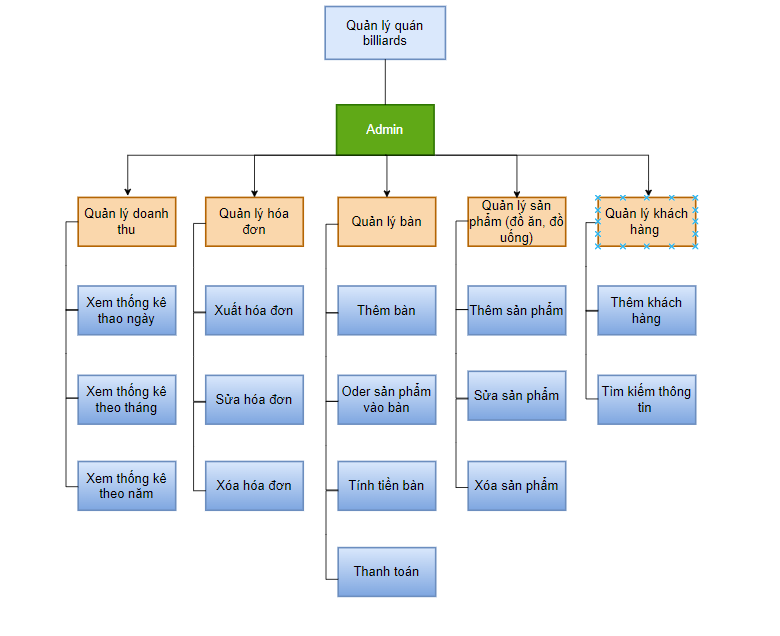 Quản lý quán
billiards
Admin
Quản lý doanh
thu
Quản lý hóa
đơn
Quản lý bàn
Quản lý sản
phẩm (đồ ăn, đồ
uống)
Quản lý khách
hàng
Xem thống kê
thao ngày
Xuất hóa đơn
Thêm bàn
Thêm sản phẩm
Thêm khách
hàng
Xem thống kê
theo tháng
Sửa hóa đơn
Oder sản phẩm
vào bàn
Sửa sản phẩm
Tìm kiếm thông
tin
Xem thống kê
theo năm
Xóa hóa đơn
Tính tiền bàn
Xóa sản phẩm
Thanh toán